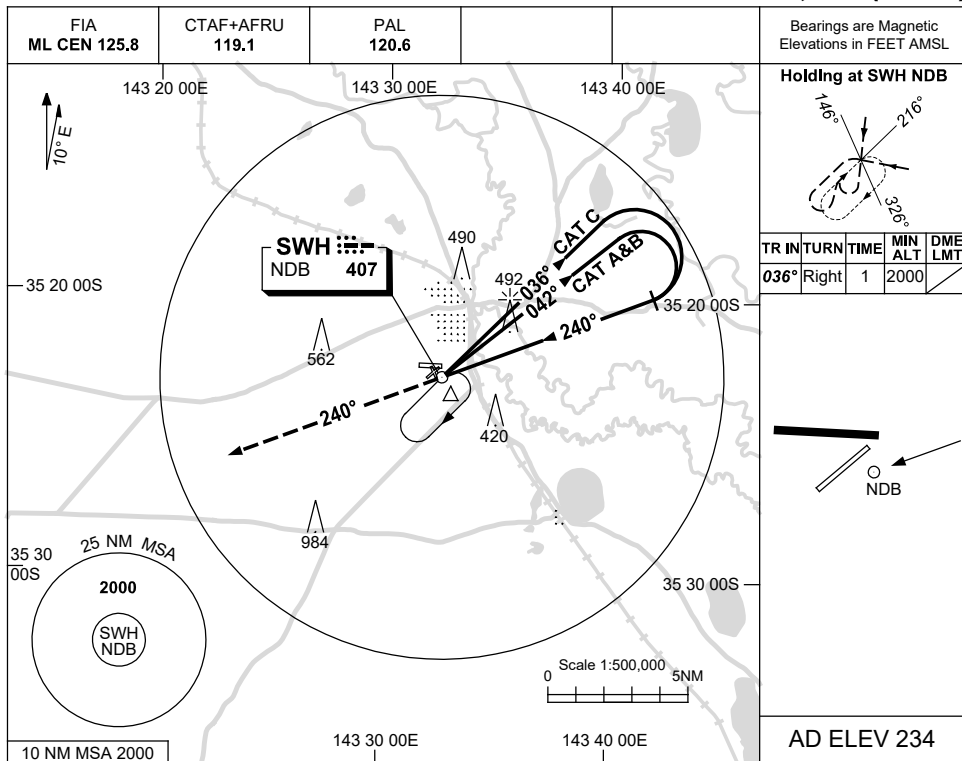 FIA
ML CEN 125.8
CTAF+AFRU
119.1
PAL
120.6
Bearings are Magnetic
Elevations in FEET AMSL
143 20 00E
143 30 00E
143 40 00E
10° E
Holding at SWH NDB
146°
216°
326°
TR IN TURN TIME MIN ALT DME LMT
036° Right 1 2000
SWH
NDB 407
490
492
CAT C
036°
CAT A&B
042°
240°
35 20 00S
35 20 00S
562
240°
420
984
NDB
35 30
00S
25 NM MSA
2000
SWH
NDB
35 30 00S
Scale 1:500,000
0 5NM
10 NM MSA 2000
143 30 00E
143 40 00E
AD ELEV 234